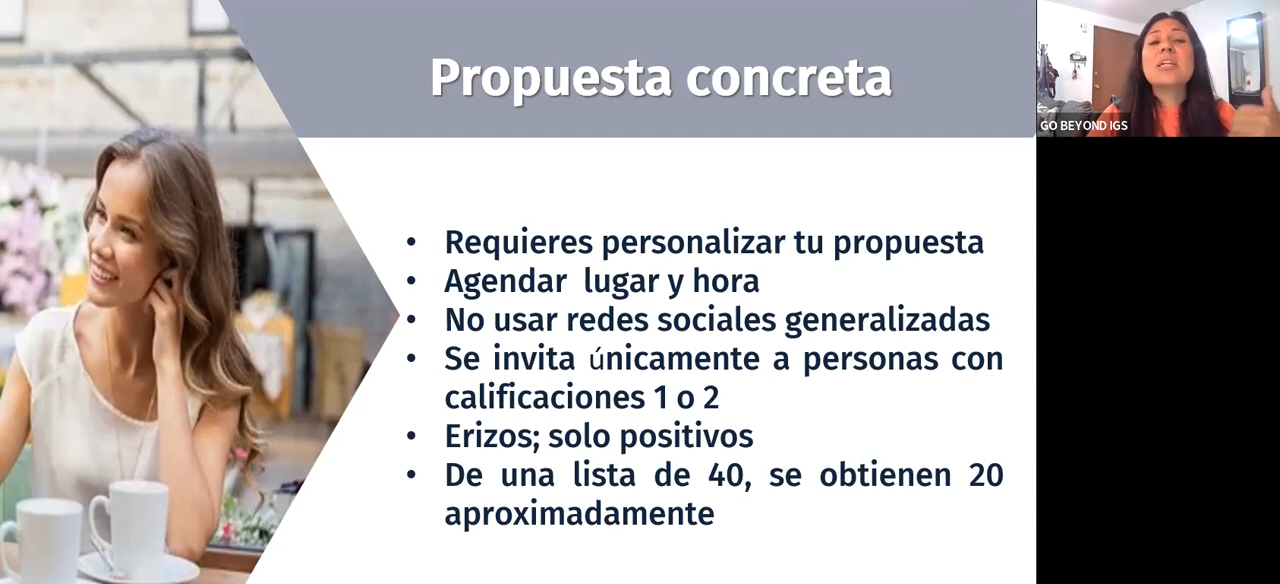 Propuesta concreta
GO BEYOND IGS
• Requieres personalizar tu propuesta
• Agendar lugar y hora
• No usar redes sociales generalizadas
• Se invita únicamente a personas con
calificaciones 1 o 2
• Erizos; solo positivos
• De una lista de 40, se obtienen 20
aproximadamente